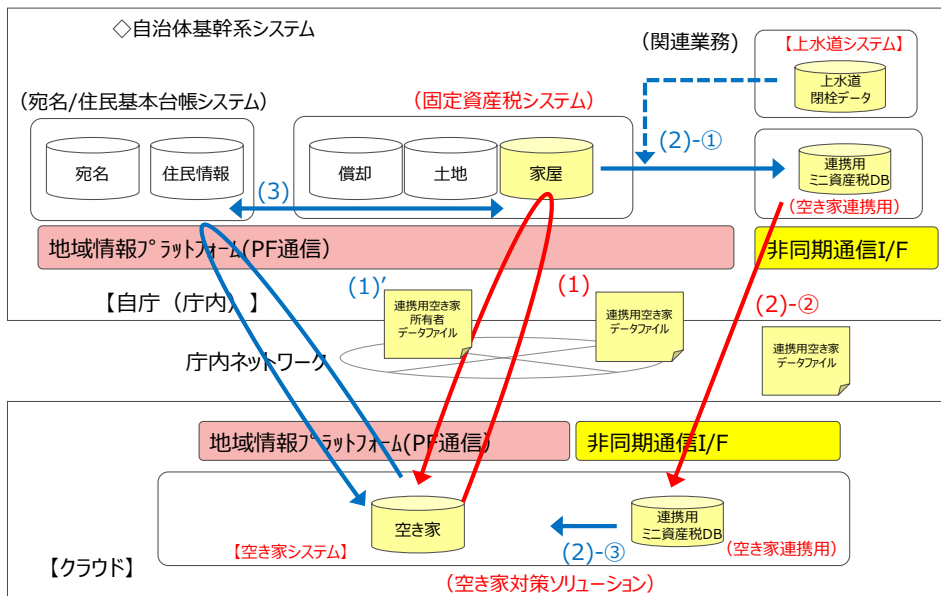 ◇自治体基幹系システム
(関連業務)
【上水道システム】
上水道
閉栓データ
(宛名/住民基本台帳システム)
(固定資産税システム)
(2)-①
宛名
住民情報
償却
土地
家屋
連携用
ミニ資産税DB
(3)
(空き家連携用)
地域情報ﾌﾟﾗｯﾄﾌｫｰﾑ(PF通信)
非同期通信I/F
【自庁（庁内）】
(1)’
連携用空き家
所有者
データファイル
(1)
連携用空き家
データファイル
(2)-②
庁内ネットワーク
連携用空き家
データファイル
地域情報ﾌﾟﾗｯﾄﾌｫｰﾑ(PF通信)
非同期通信I/F
空き家
連携用
ミニ資産税DB
【空き家システム】
(2)-③
(空き家連携用)
【クラウド】
(空き家対策ソリューション)